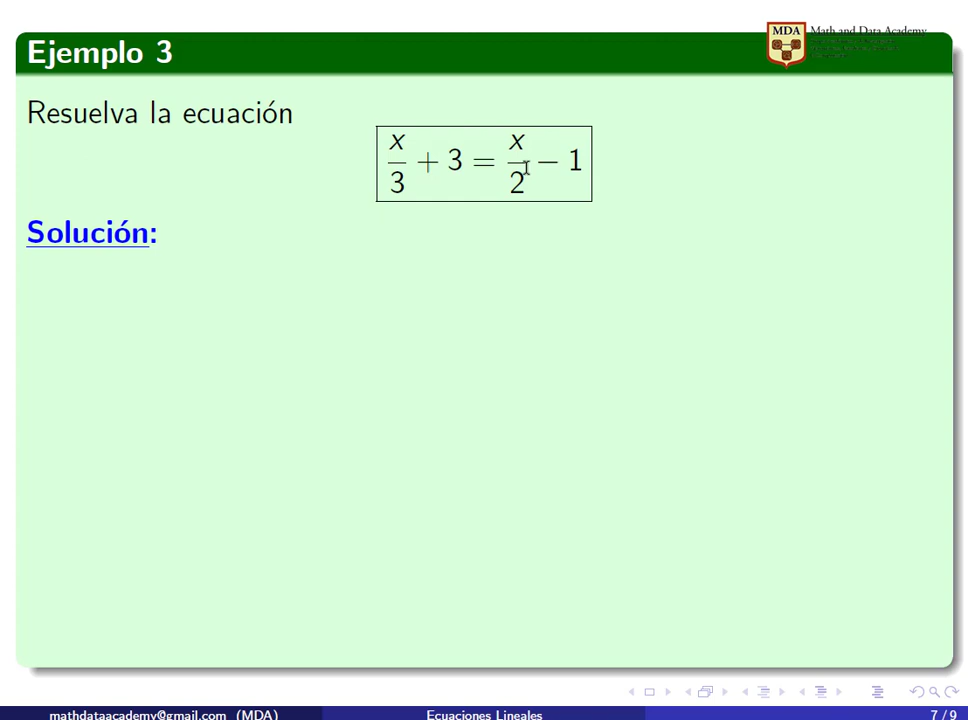 MDA Math and Data Academy
Ejemplo 3
Resuelva la ecuación
x/3 + 3 = x/2 − 1
Solución:
mathdataacademy@gmail.com (MDA) Ecuaciones Lineales 7 / 9